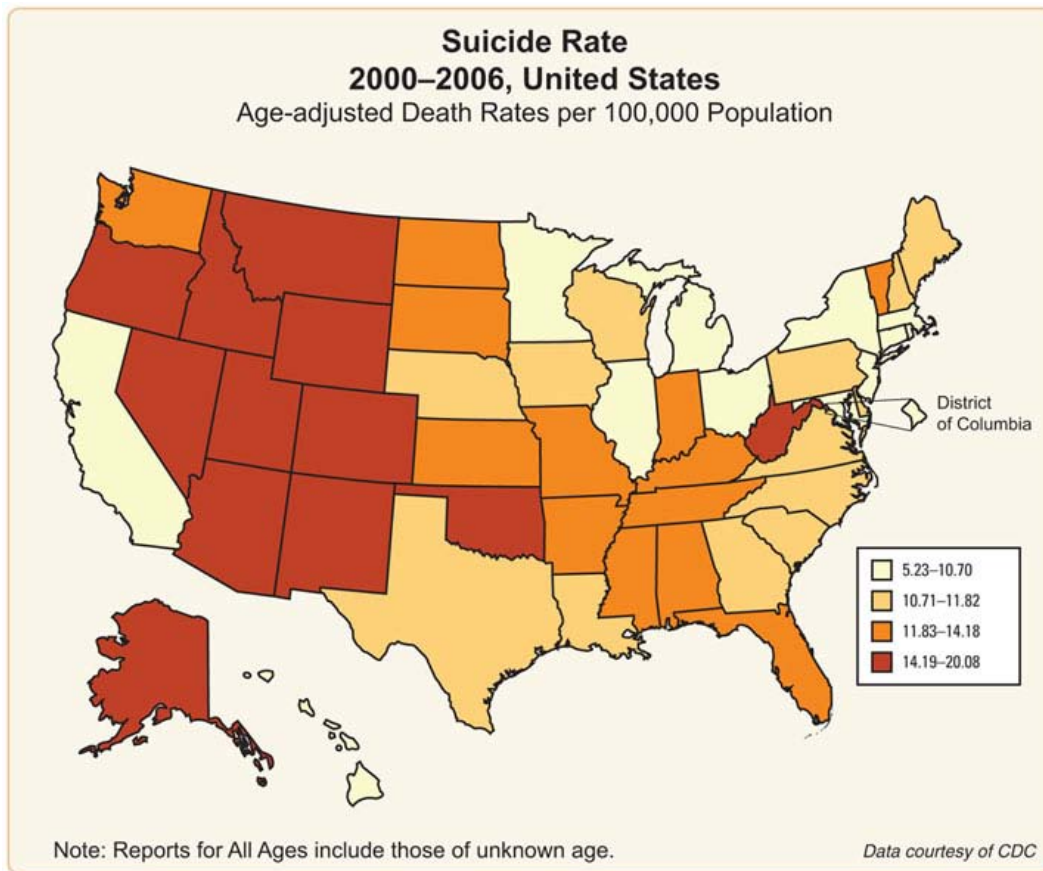 Suicide Rate
2000–2006, United States
Age-adjusted Death Rates per 100,000 Population
District
of Columbia
5.23–10.70
10.71–11.82
11.83–14.18
14.19–20.08
Note: Reports for All Ages include those of unknown age.
Data courtesy of CDC